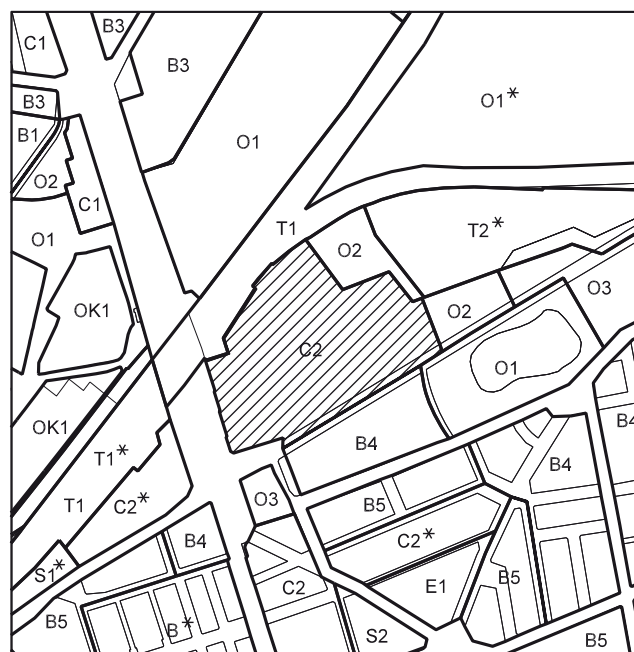 B3
C1
B3
O1*
B3
B1
O1
O2
C1
T1
T2*
O1
O2
O3
OK1
O2
C2
O1
OK1
B4
B4
T1*
B4
O3
B5
T1
C2*
B4
C2*
S1*
B5
E1
C2
B5
B*
S2
B5